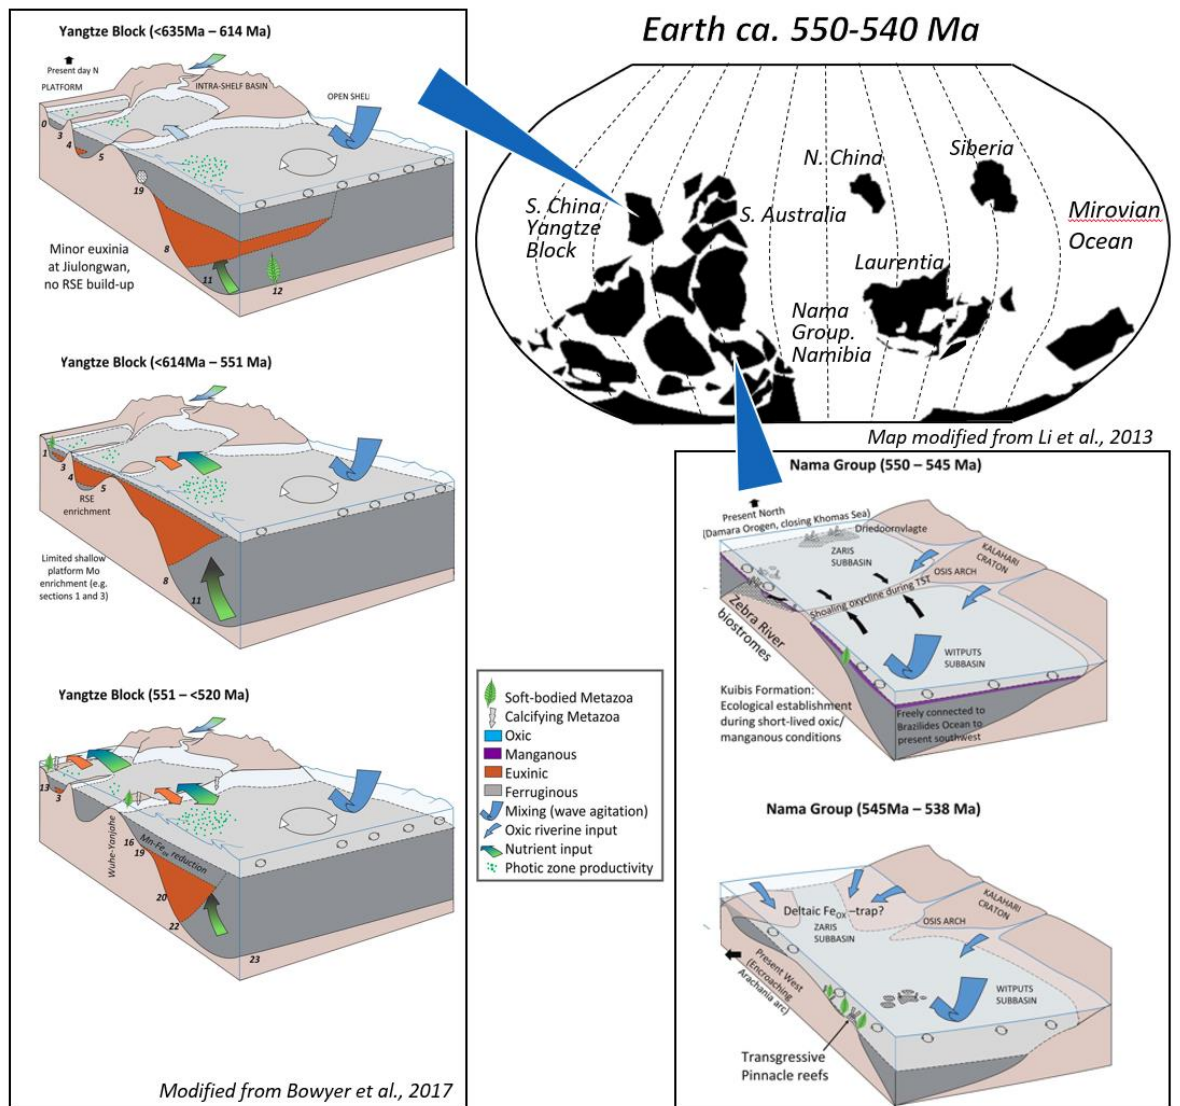 Earth ca. 550-540 Ma
Yangtze Block (<635Ma – 614 Ma)
Present day N
PLATFORM
INTRA-SHELF BASIN
OPEN SHEL
0
3
4
5
19
8
11
12
Minor euxinia
at Jiulongwan,
no RSE build-up
Yangtze Block (<614Ma – 551 Ma)
1
3
4
5
RSE
enrichment
Limited shallow
platform Mo
enrichment (e.g.
sections 1 and 3)
8
11
Yangtze Block (551 – <520 Ma)
13
3
Wuhe-Yanjiahe
16
19
Mn-Feox reduction
20
22
23
Modified from Bowyer et al., 2017
S. China
Yangtze
Block
S. Australia
N. China
Siberia
Mirovian
Ocean
Laurentia
Nama
Group.
Namibia
Map modified from Li et al., 2013
Soft-bodied Metazoa
Calcifying Metazoa
Oxic
Manganous
Euxinic
Ferruginous
Mixing (wave agitation)
Oxic riverine input
Nutrient input
Photic zone productivity
Nama Group (550 – 545 Ma)
Present North
(Damara Orogen, closing Khomas Sea)
Driedoornvlagte
ZARIS
SUBBASIN
OSIS ARCH
KALAHARI
CRATON
Shoaling oxycline during TST
Zebra River
biostromes
WITPUTS
SUBBASIN
Kuibis Formation:
Ecological establishment
during short-lived oxic/
manganous conditions
Freely connected to
Brazilides Ocean to
present southwest
Nama Group (545Ma – 538 Ma)
Deltaic FeOX –trap?
ZARIS
SUBBASIN
OSIS ARCH
KALAHARI
CRATON
Present West
(Encroaching
Arachania arc)
WITPUTS
SUBBASIN
Transgressive
Pinnacle reefs